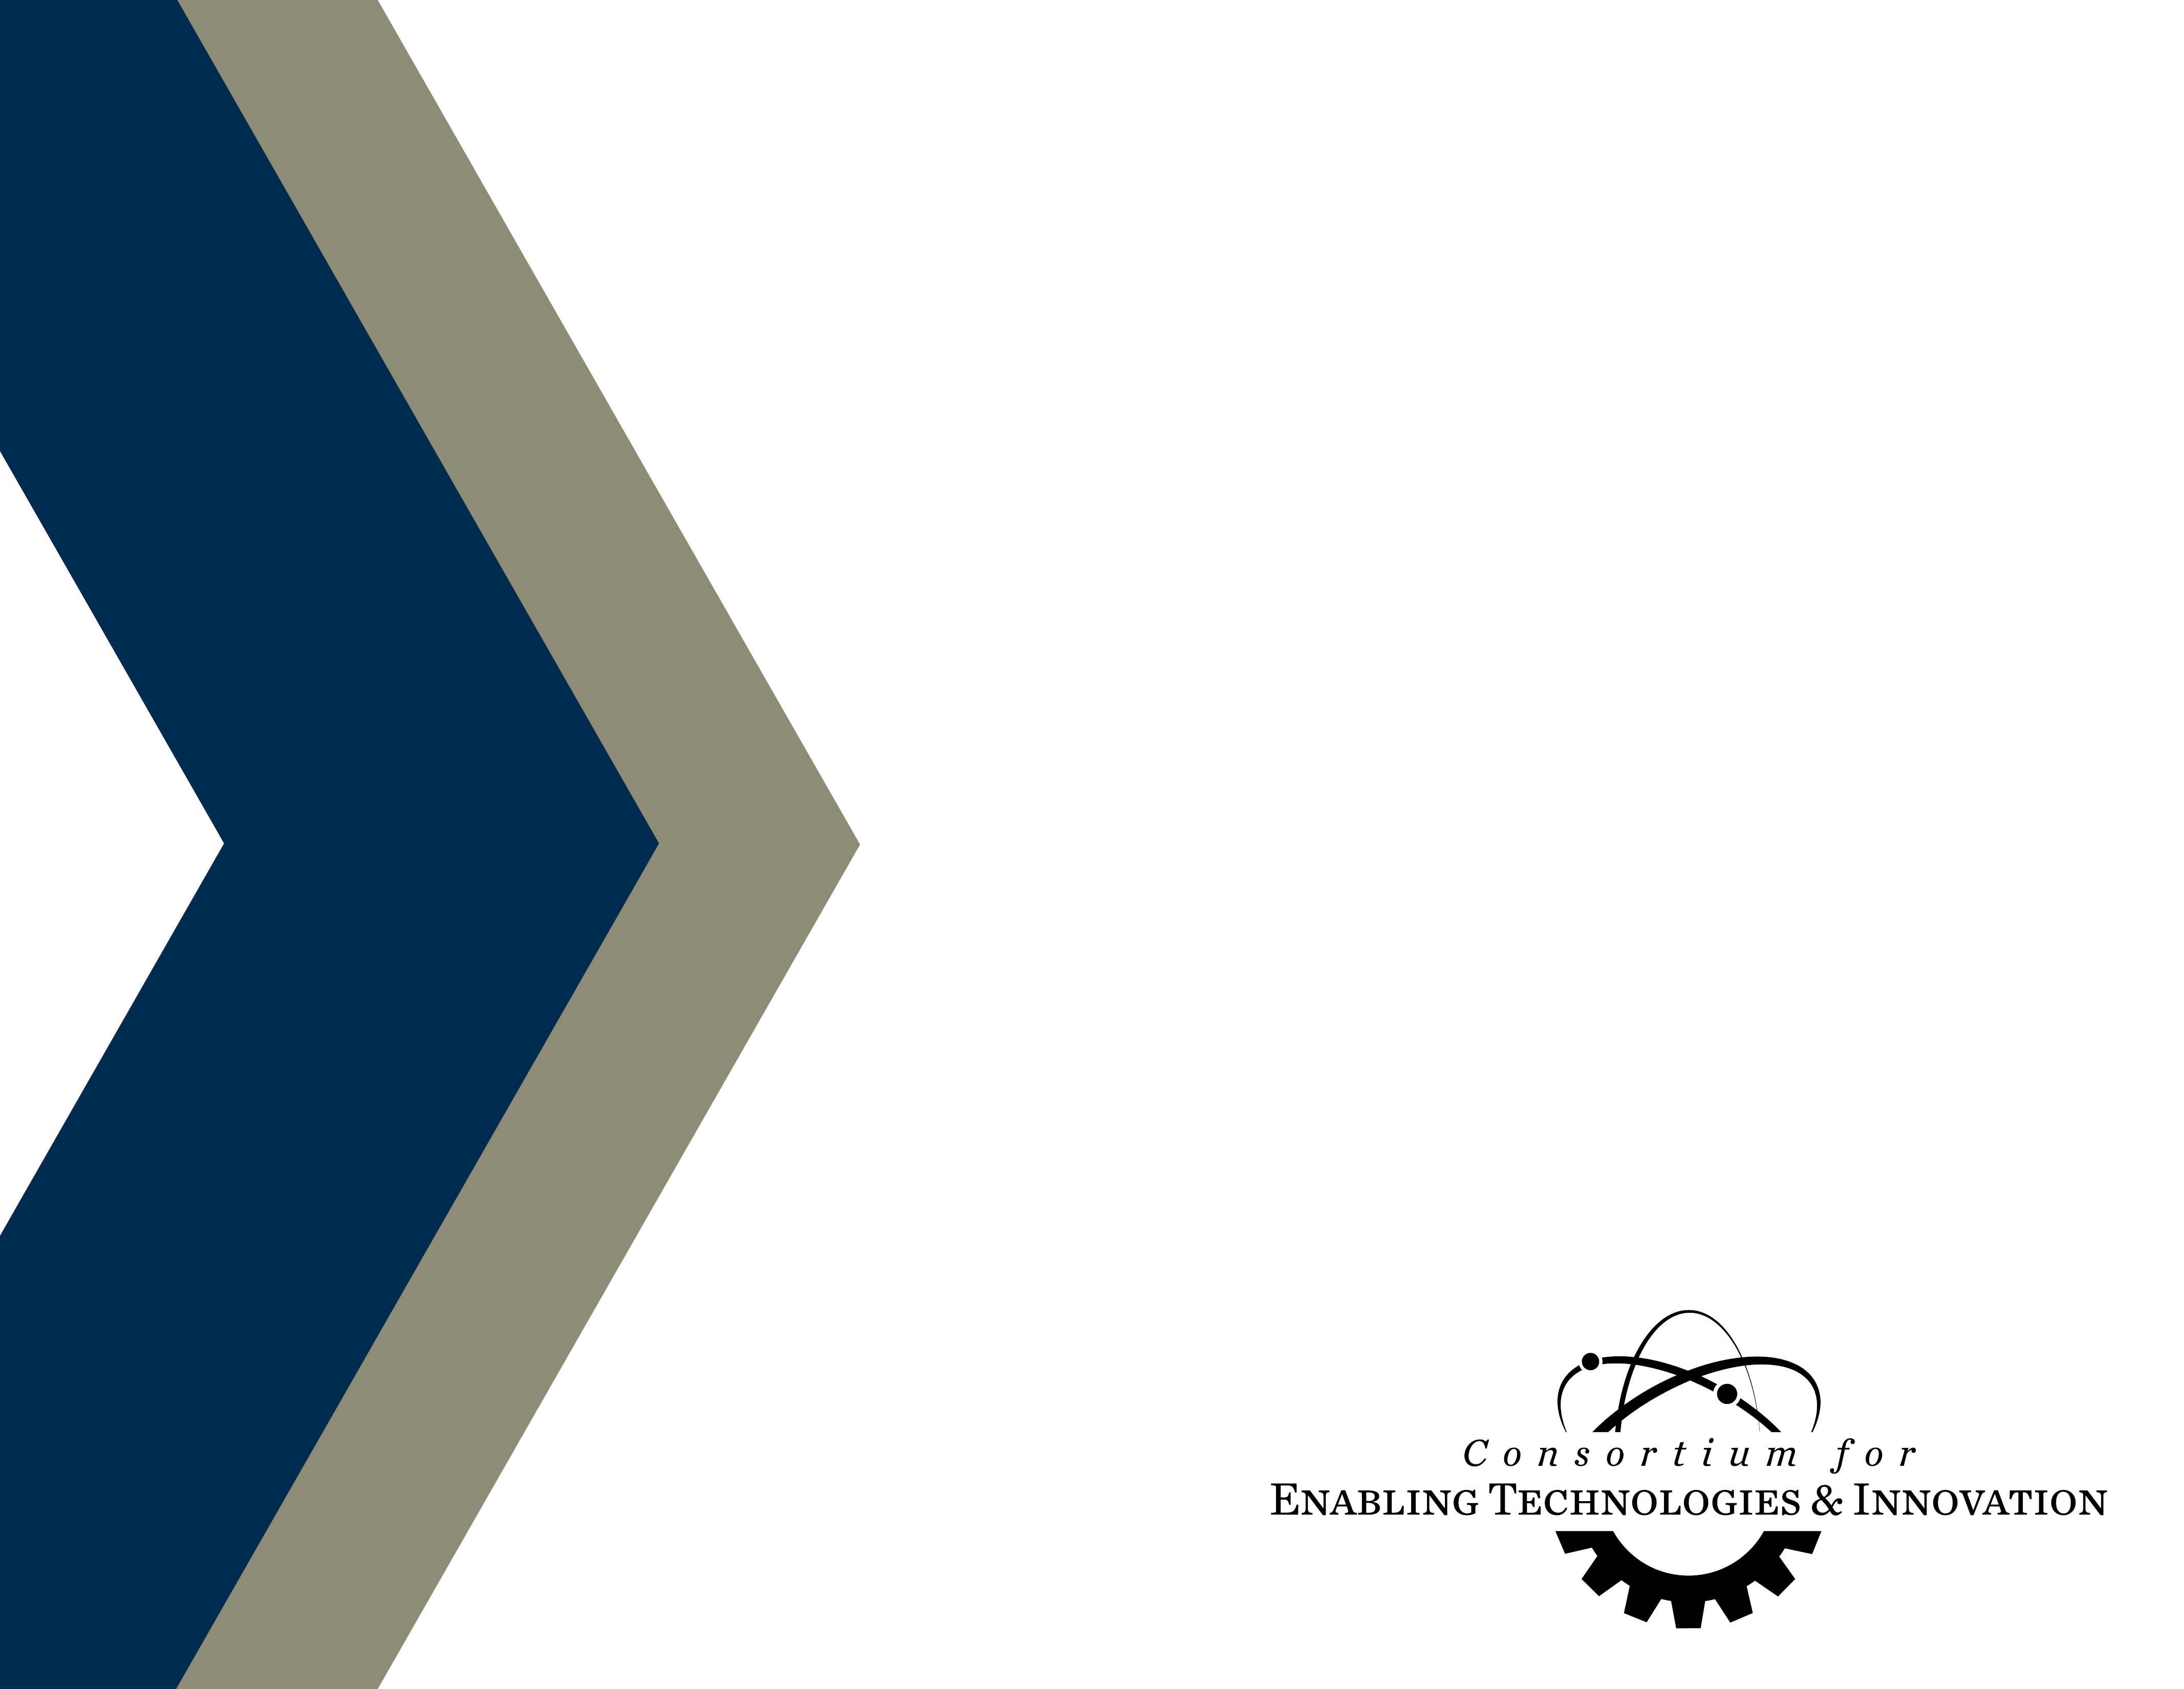 Consortium for
Enabling Technologies & Innovation